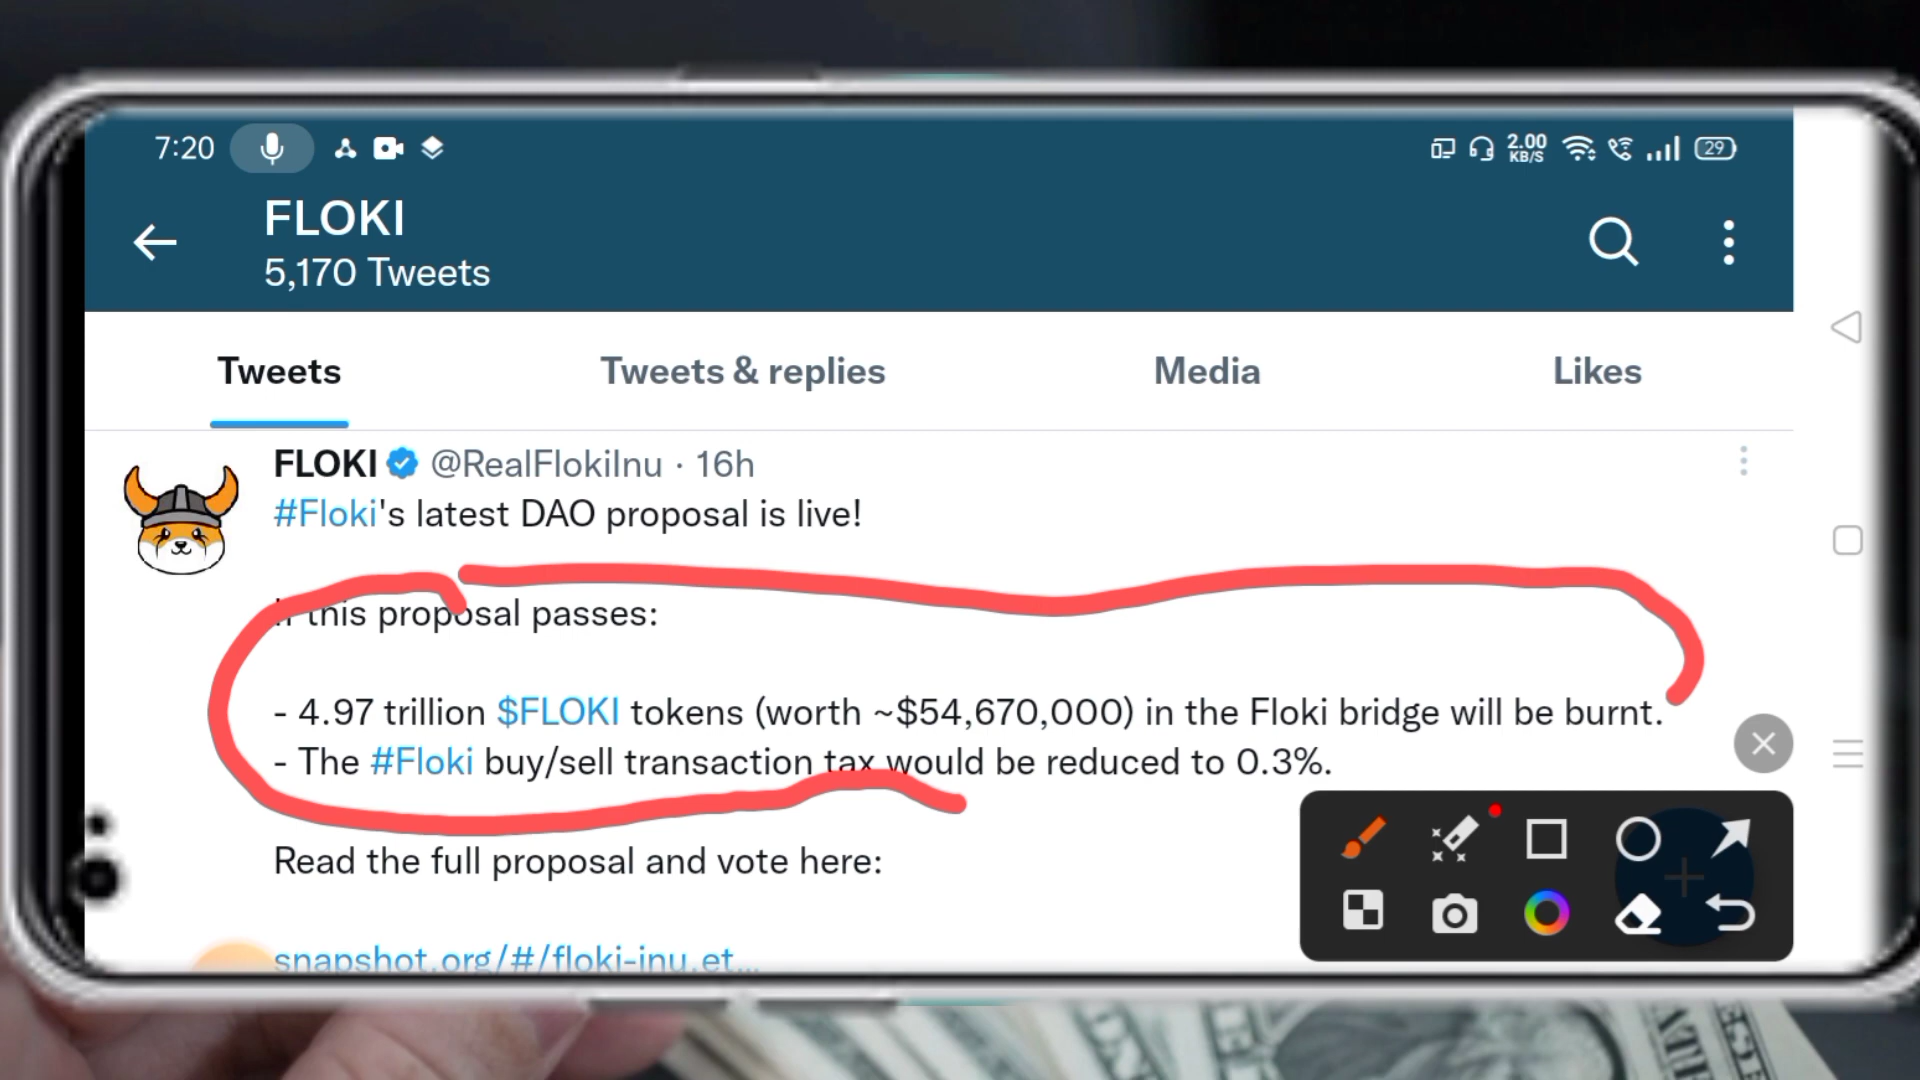 7:20
2.00
KB/S
29
FLOKI
5,170 Tweets
Tweets
Tweets & replies
Media
Likes
FLOKI @RealFlokiInu · 16h
#Floki's latest DAO proposal is live!
If this proposal passes:
- 4.97 trillion $FLOKI tokens (worth ~$54,670,000) in the Floki bridge will be burnt.
- The #Floki buy/sell transaction tax would be reduced to 0.3%.
Read the full proposal and vote here:
snapshot.org/#/floki-inu.et...